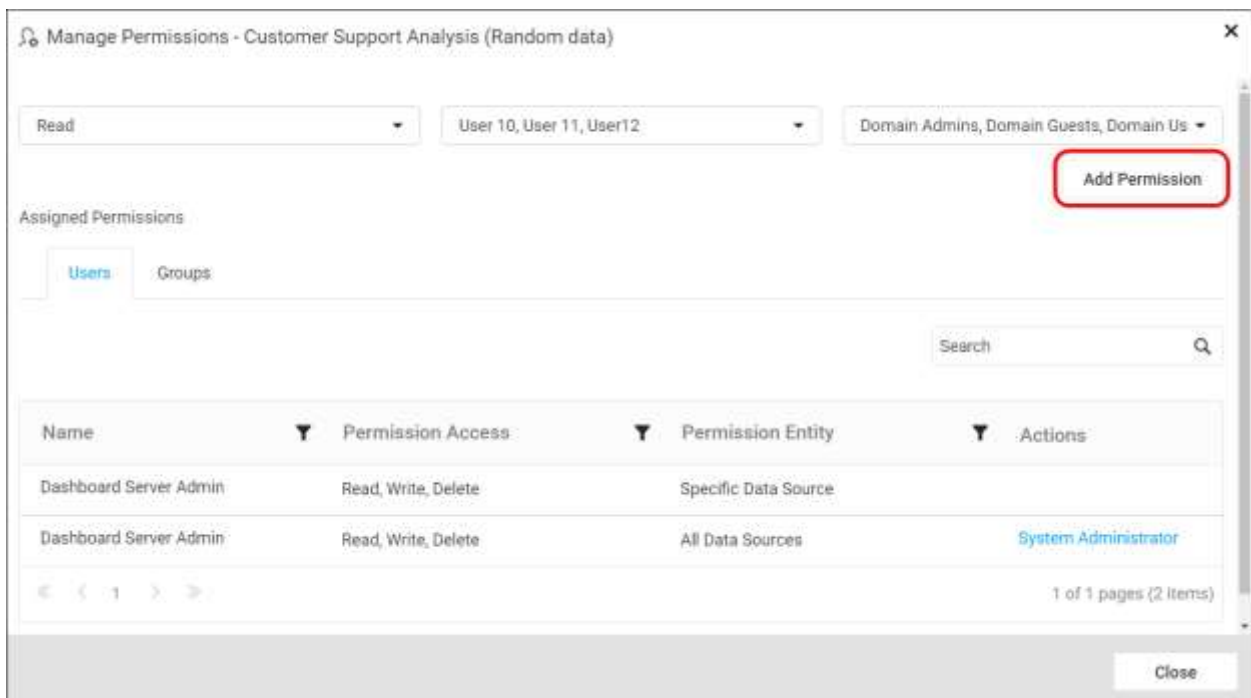 Manage Permissions - Customer Support Analysis (Random data)
Read
User 10, User 11, User12
Domain Admins, Domain Guests, Domain Us
Add Permission
Assigned Permissions
Users Groups
Search
Name Permission Access Permission Entity Actions
Dashboard Server Admin Read, Write, Delete Specific Data Source
Dashboard Server Admin Read, Write, Delete All Data Sources System Administrator
1
1 of 1 pages (2 items)
Close